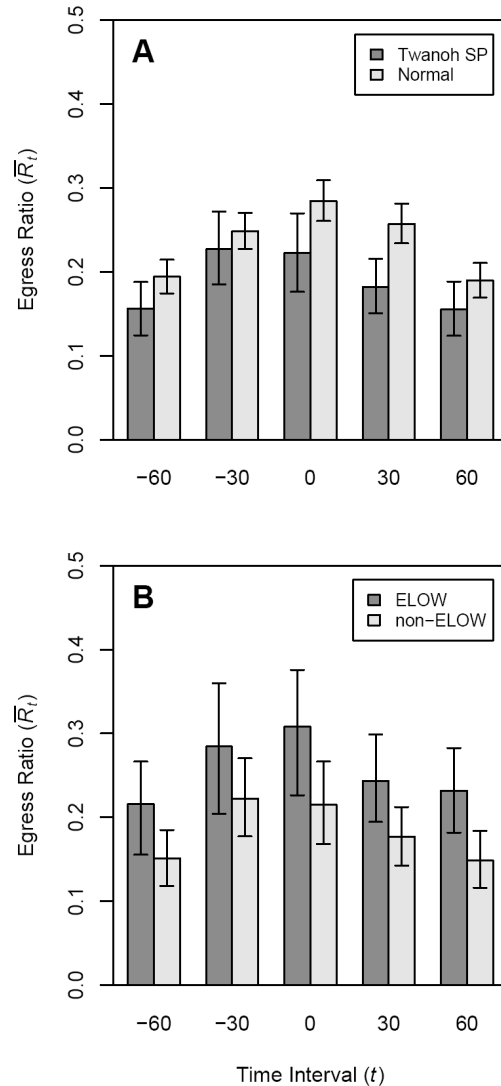 0.5
A
Twanoh SP
Normal
0.4
0.3
0.2
0.1
0.0
Egress Ratio (R̅t)
−60 −30 0 30 60
0.5
B
ELOW
non−ELOW
0.4
0.3
0.2
0.1
0.0
Egress Ratio (R̅t)
−60 −30 0 30 60
Time Interval (t)